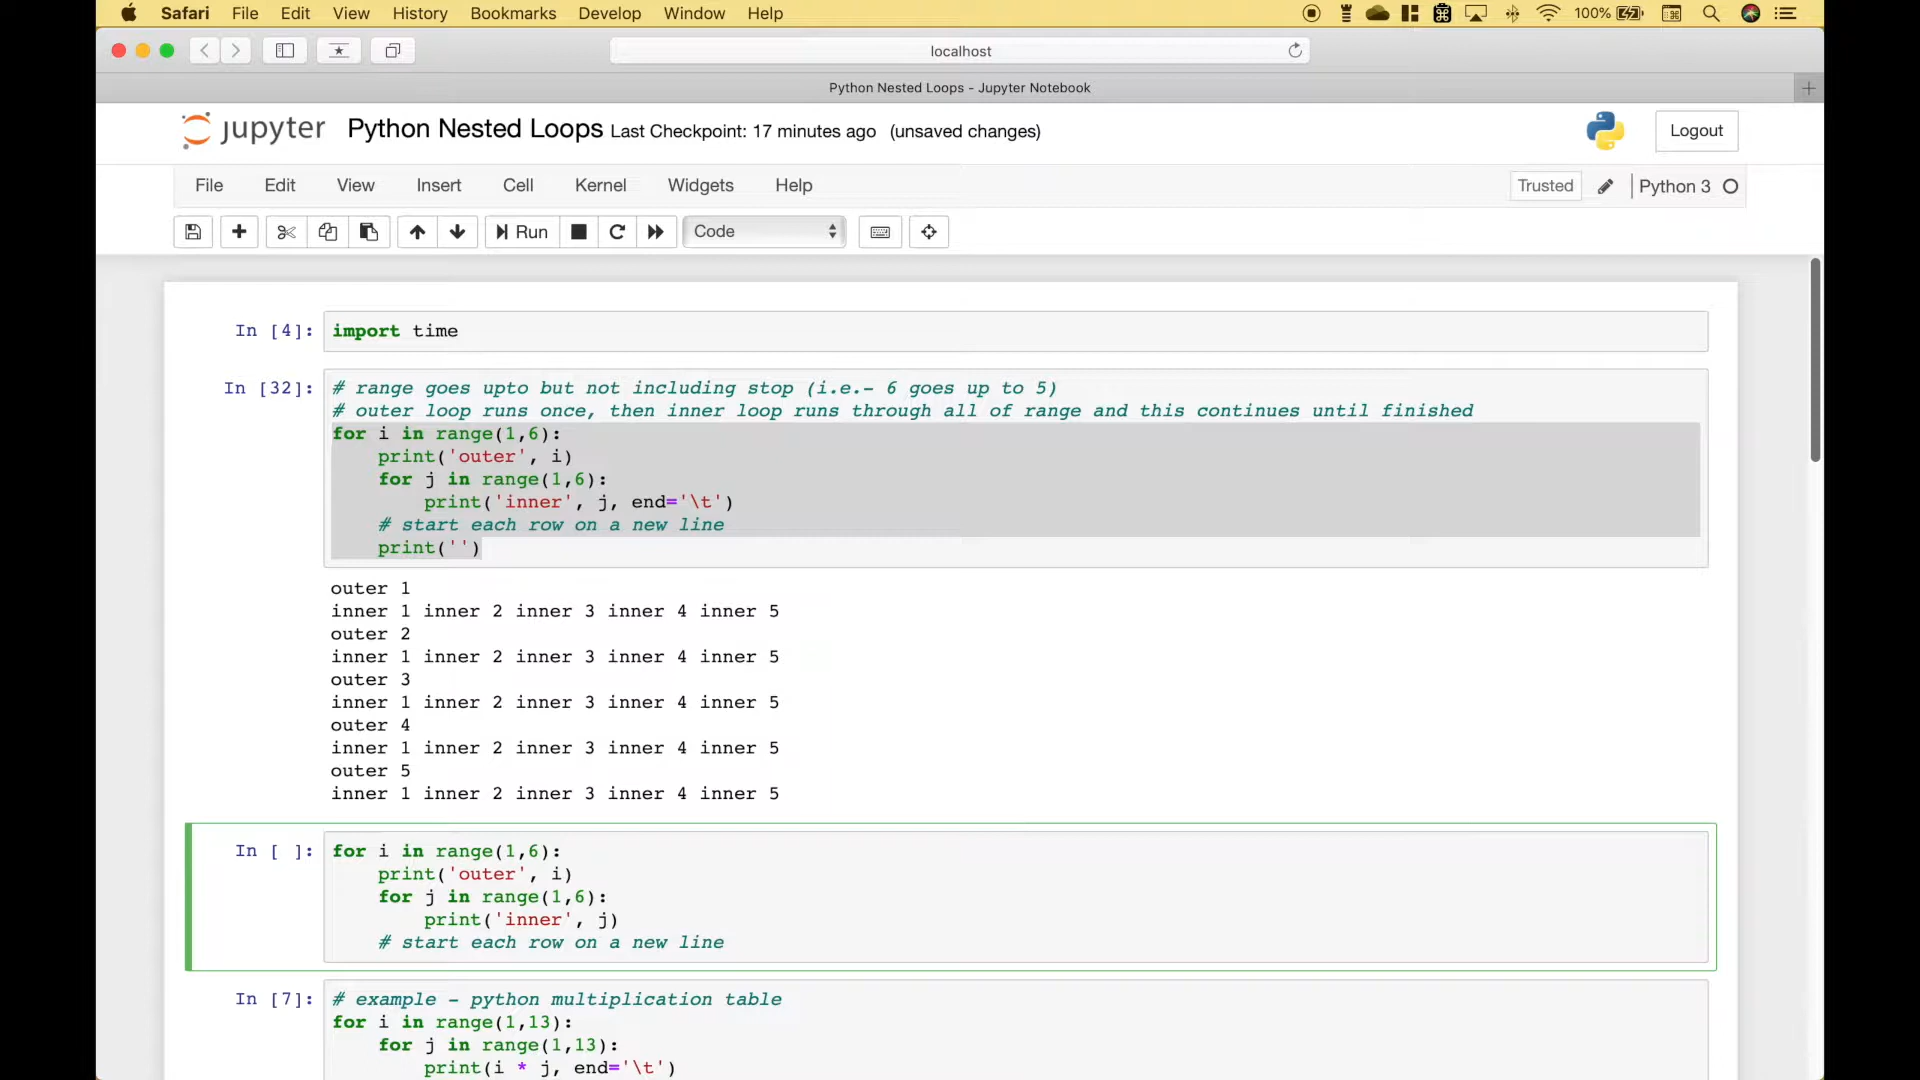 Safari File Edit View History Bookmarks Develop Window Help 100%
localhost
Python Nested Loops - Jupyter Notebook
jupyter Python Nested Loops Last Checkpoint: 17 minutes ago (unsaved changes) Logout
File Edit View Insert Cell Kernel Widgets Help Trusted Python 3
Run Code
In [4]: import time
In [32]: # range goes upto but not including stop (i.e.- 6 goes up to 5)
# outer loop runs once, then inner loop runs through all of range and this continues until finished
for i in range(1,6):
    print('outer', i)
    for j in range(1,6):
        print('inner', j, end='\t')
    # start each row on a new line
    print('')
outer 1
inner 1 inner 2 inner 3 inner 4 inner 5
outer 2
inner 1 inner 2 inner 3 inner 4 inner 5
outer 3
inner 1 inner 2 inner 3 inner 4 inner 5
outer 4
inner 1 inner 2 inner 3 inner 4 inner 5
outer 5
inner 1 inner 2 inner 3 inner 4 inner 5
In [ ]: for i in range(1,6):
    print('outer', i)
    for j in range(1,6):
        print('inner', j)
    # start each row on a new line
In [7]: # example - python multiplication table
for i in range(1,13):
    for j in range(1,13):
        print(i * j, end='\t')